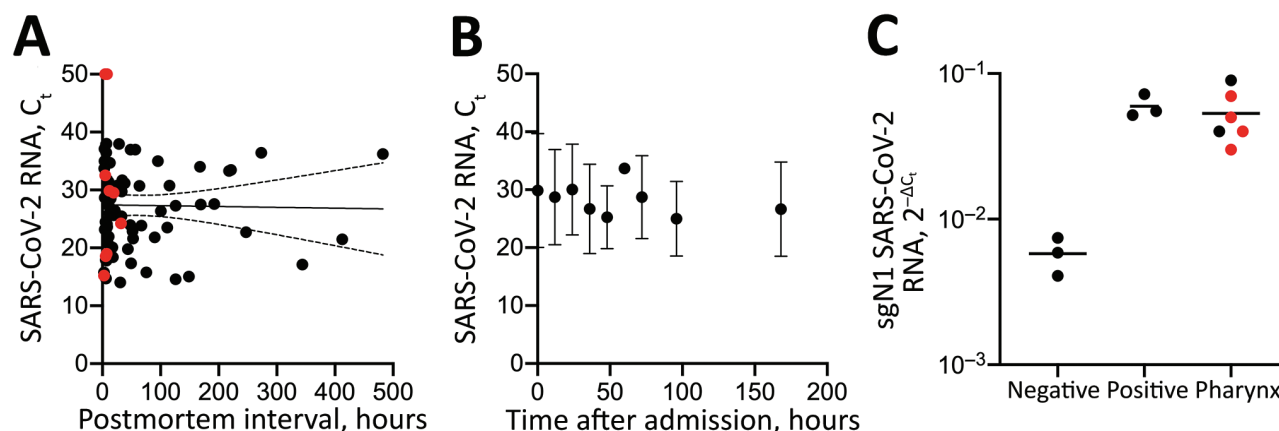 A
SARS-CoV-2 RNA, Ct
50
40
30
20
10
0
0 100 200 300 400 500
Postmortem interval, hours
B
SARS-CoV-2 RNA, Ct
50
40
30
20
10
0
0 50 100 150 200
Time after admission, hours
C
sgN1 SARS-CoV-2
RNA, 2−ΔCt
10−1
10−2
10−3
Negative Positive Pharynx